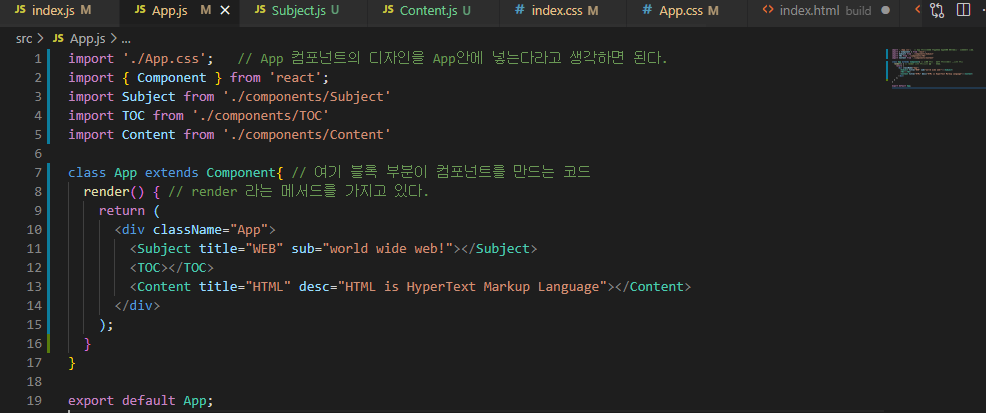 JS index.js M JS App.js M × JS Subject.js U JS Content.js U # index.css M # App.css M <> index.html build ●
src > JS App.js > ...
1 import './App.css';   // App 컴포넌트의 디자인을 App안에 넣는다라고 생각하면 된다.
2 import { Component } from 'react';
3 import Subject from './components/Subject'
4 import TOC from './components/TOC'
5 import Content from './components/Content'
6
7 class App extends Component{ // 여기 블록 부분이 컴포넌트를 만드는 코드
8   render() { // render 라는 메서드를 가지고 있다.
9     return (
10       <div className="App">
11         <Subject title="WEB" sub="world wide web!"></Subject>
12         <TOC></TOC>
13         <Content title="HTML" desc="HTML is HyperText Markup Language"></Content>
14       </div>
15     );
16   }
17 }
18
19 export default App;